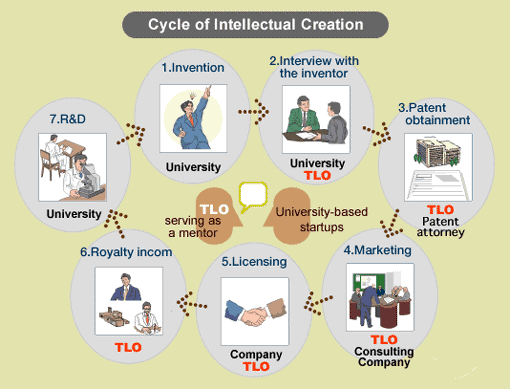 Cycle of Intellectual Creation
1.Invention
University
2.Interview with
the inventor
University
TLO
3.Patent
obtainment
TLO
Patent
attorney
4.Marketing
TLO
Consulting
Company
5.Licensing
Company
TLO
6.Royalty incom
TLO
7.R&D
University
TLO
serving as
a mentor
University-based
startups